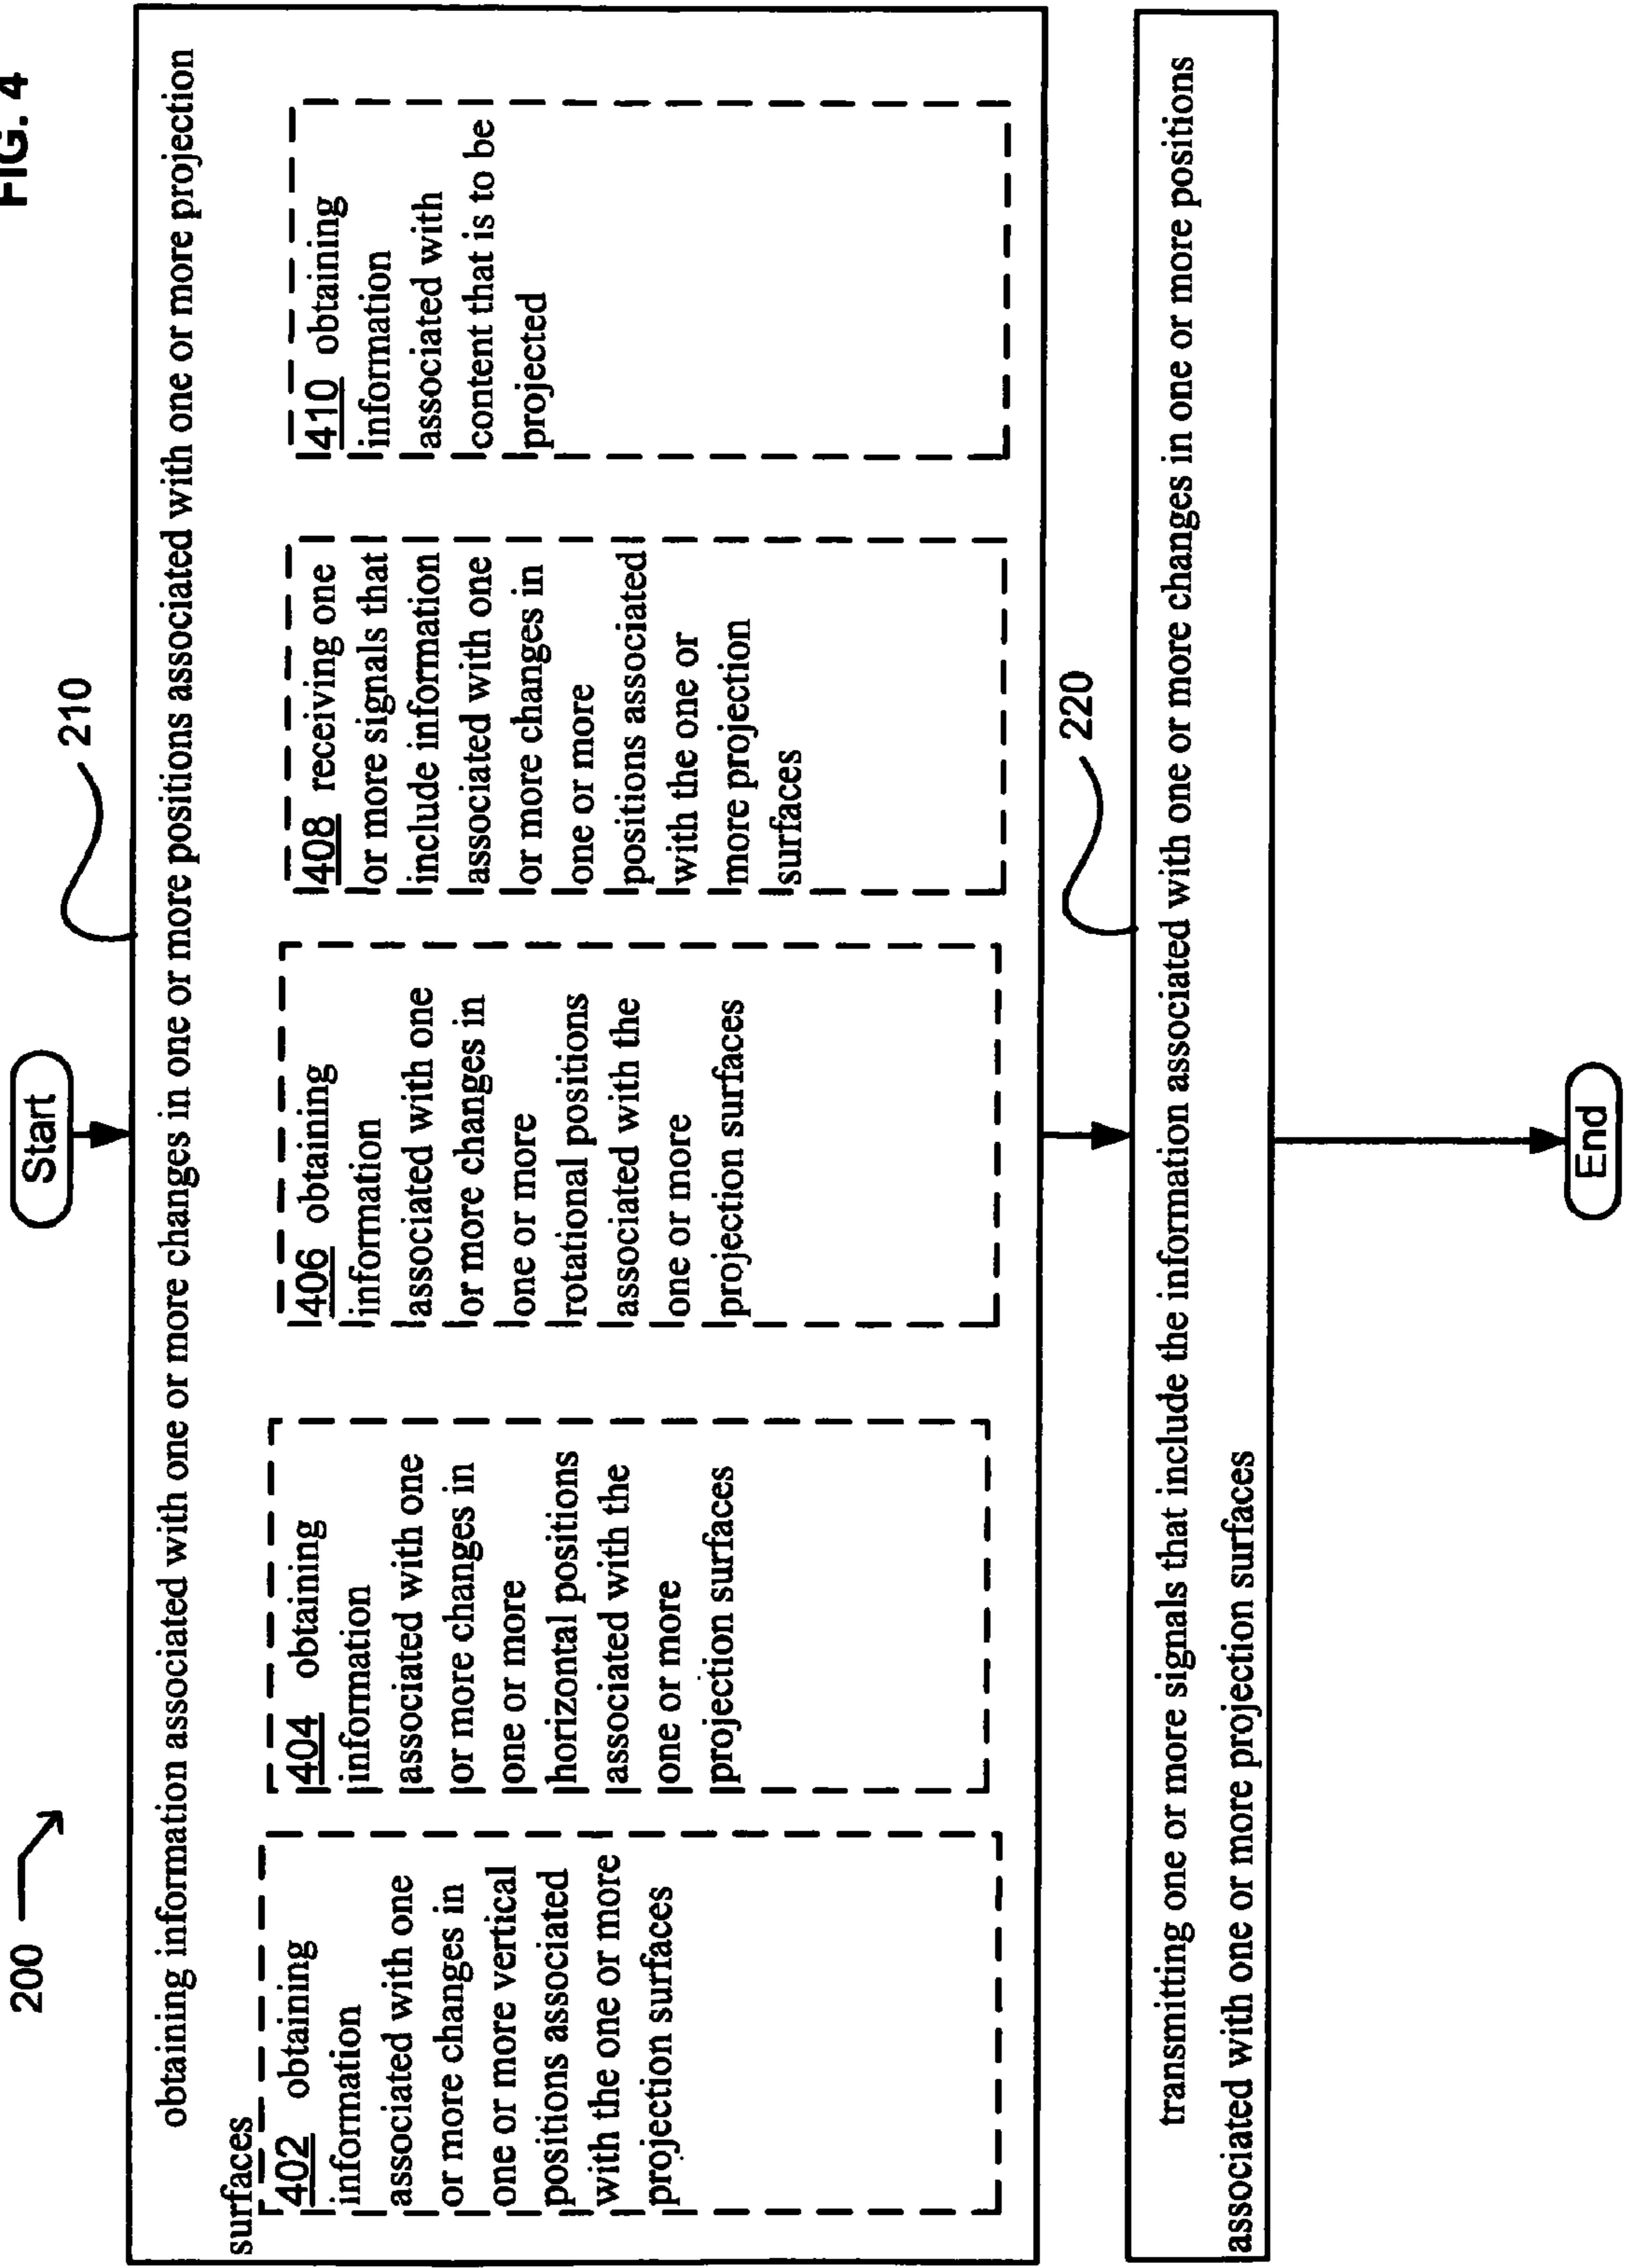 FIG. 4
200
Start
210
obtaining information associated with one or more changes in one or more positions associated with one or more projection
surfaces
402 obtaining
information
associated with one
or more changes in
one or more vertical
positions associated
with the one or more
projection surfaces
404 obtaining
information
associated with one
or more changes in
one or more
horizontal positions
associated with the
one or more
projection surfaces
406 obtaining
information
associated with one
or more changes in
one or more
rotational positions
associated with the
one or more
projection surfaces
408 receiving one
or more signals that
include information
associated with one
or more changes in
one or more
positions associated
with the one or
more projection
surfaces
410 obtaining
information
associated with
content that is to be
projected
220
transmitting one or more signals that include the information associated with one or more changes in one or more positions
associated with one or more projection surfaces
End